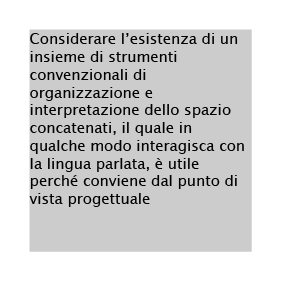 Considerare l’esistenza di un
insieme di strumenti
convenzionali di
organizzazione e
interpretazione dello spazio
concatenati, il quale in
qualche modo interagisca con
la lingua parlata, è utile
perché conviene dal punto di
vista progettuale